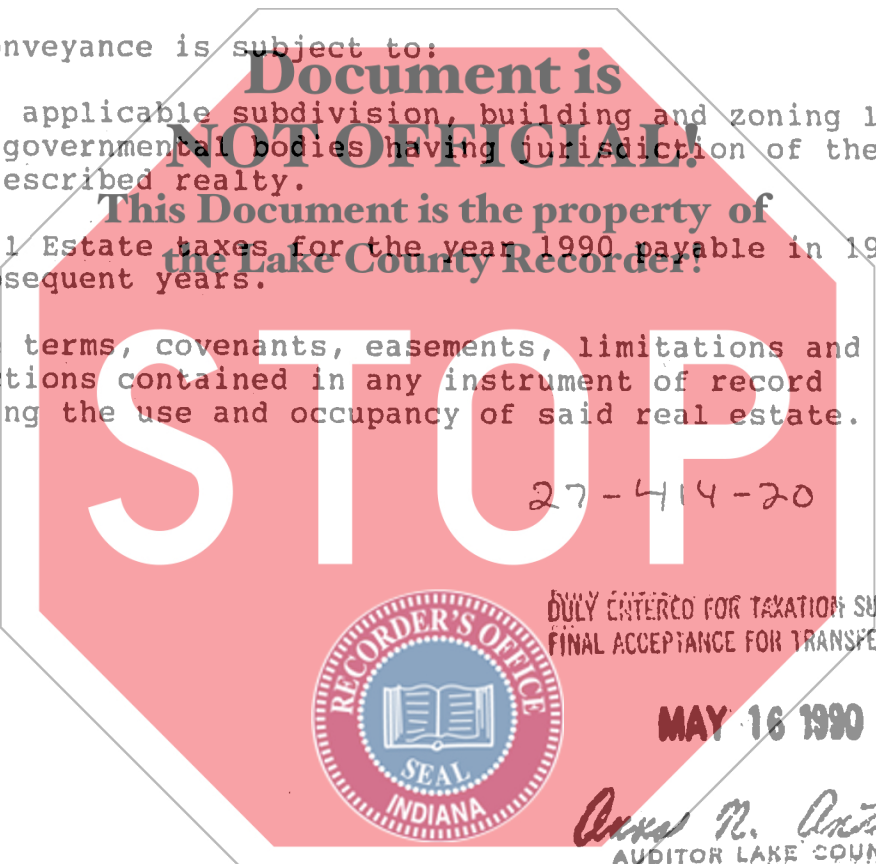 onveyance is subject to:
Document is
applicable subdivision, building and zoning l
NOT OFFICIAL!
governmental bodies having jurisdiction of the
escribed realty.
This Document is the property of
l Estate taxes for the year 1990 payable in 19
the Lake County Recorder!
sequent years.
terms, covenants, easements, limitations and
ctions contained in any instrument of record
ng the use and occupancy of said real estate.
STOP
27-414-20
DULY ENTERED FOR TAXATION SU
FINAL ACCEPTANCE FOR TRANSFE
RECORDER'S OFFICE
MAY 16 1990
SEAL
INDIANA
Anna N. Ant
AUDITOR LAKE COUN